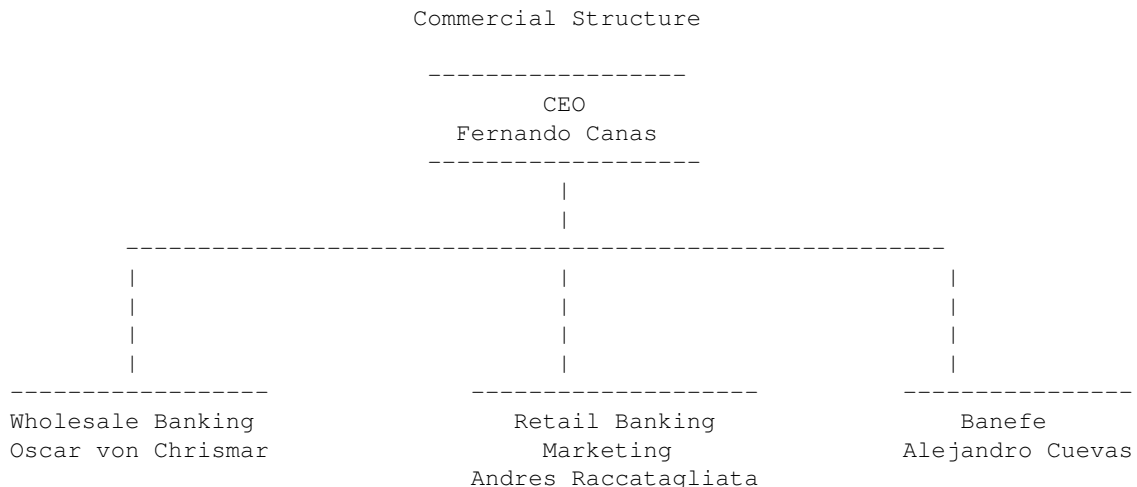 Commercial Structure
CEO
Fernando Canas
Wholesale Banking
Oscar von Chrismar
Retail Banking
Marketing
Andres Raccatagliata
Banefe
Alejandro Cuevas